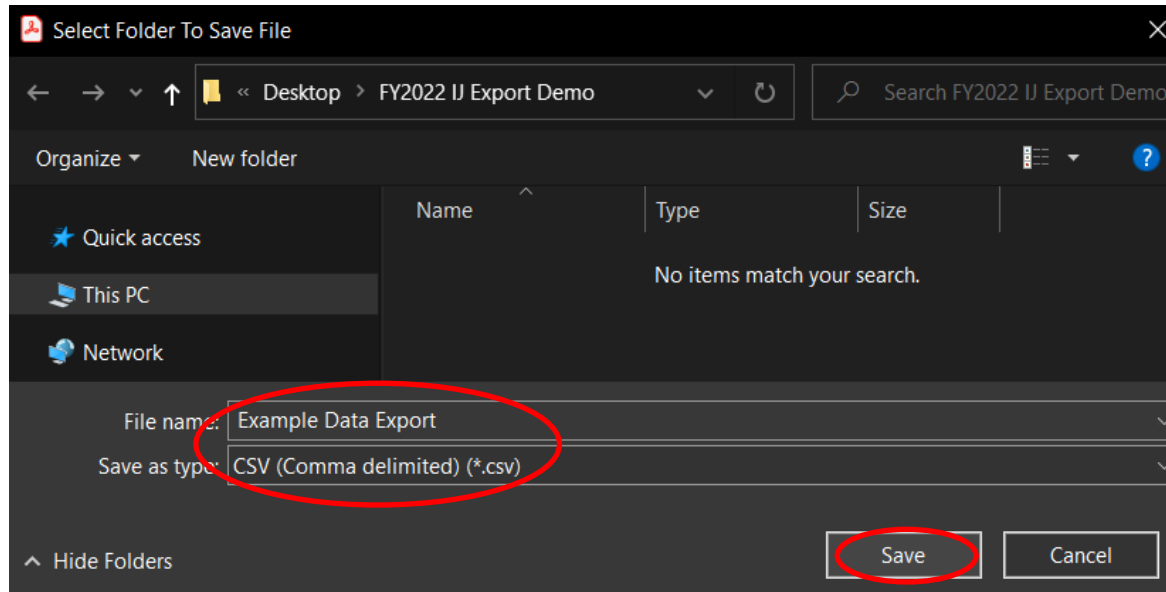 Select Folder To Save File
« Desktop > FY2022 IJ Export Demo
Search FY2022 IJ Export Demo
Organize
New folder
?
Name
Type
Size
Quick access
This PC
Network
No items match your search.
File name: Example Data Export
Save as type: CSV (Comma delimited) (*.csv)
Hide Folders
Save
Cancel